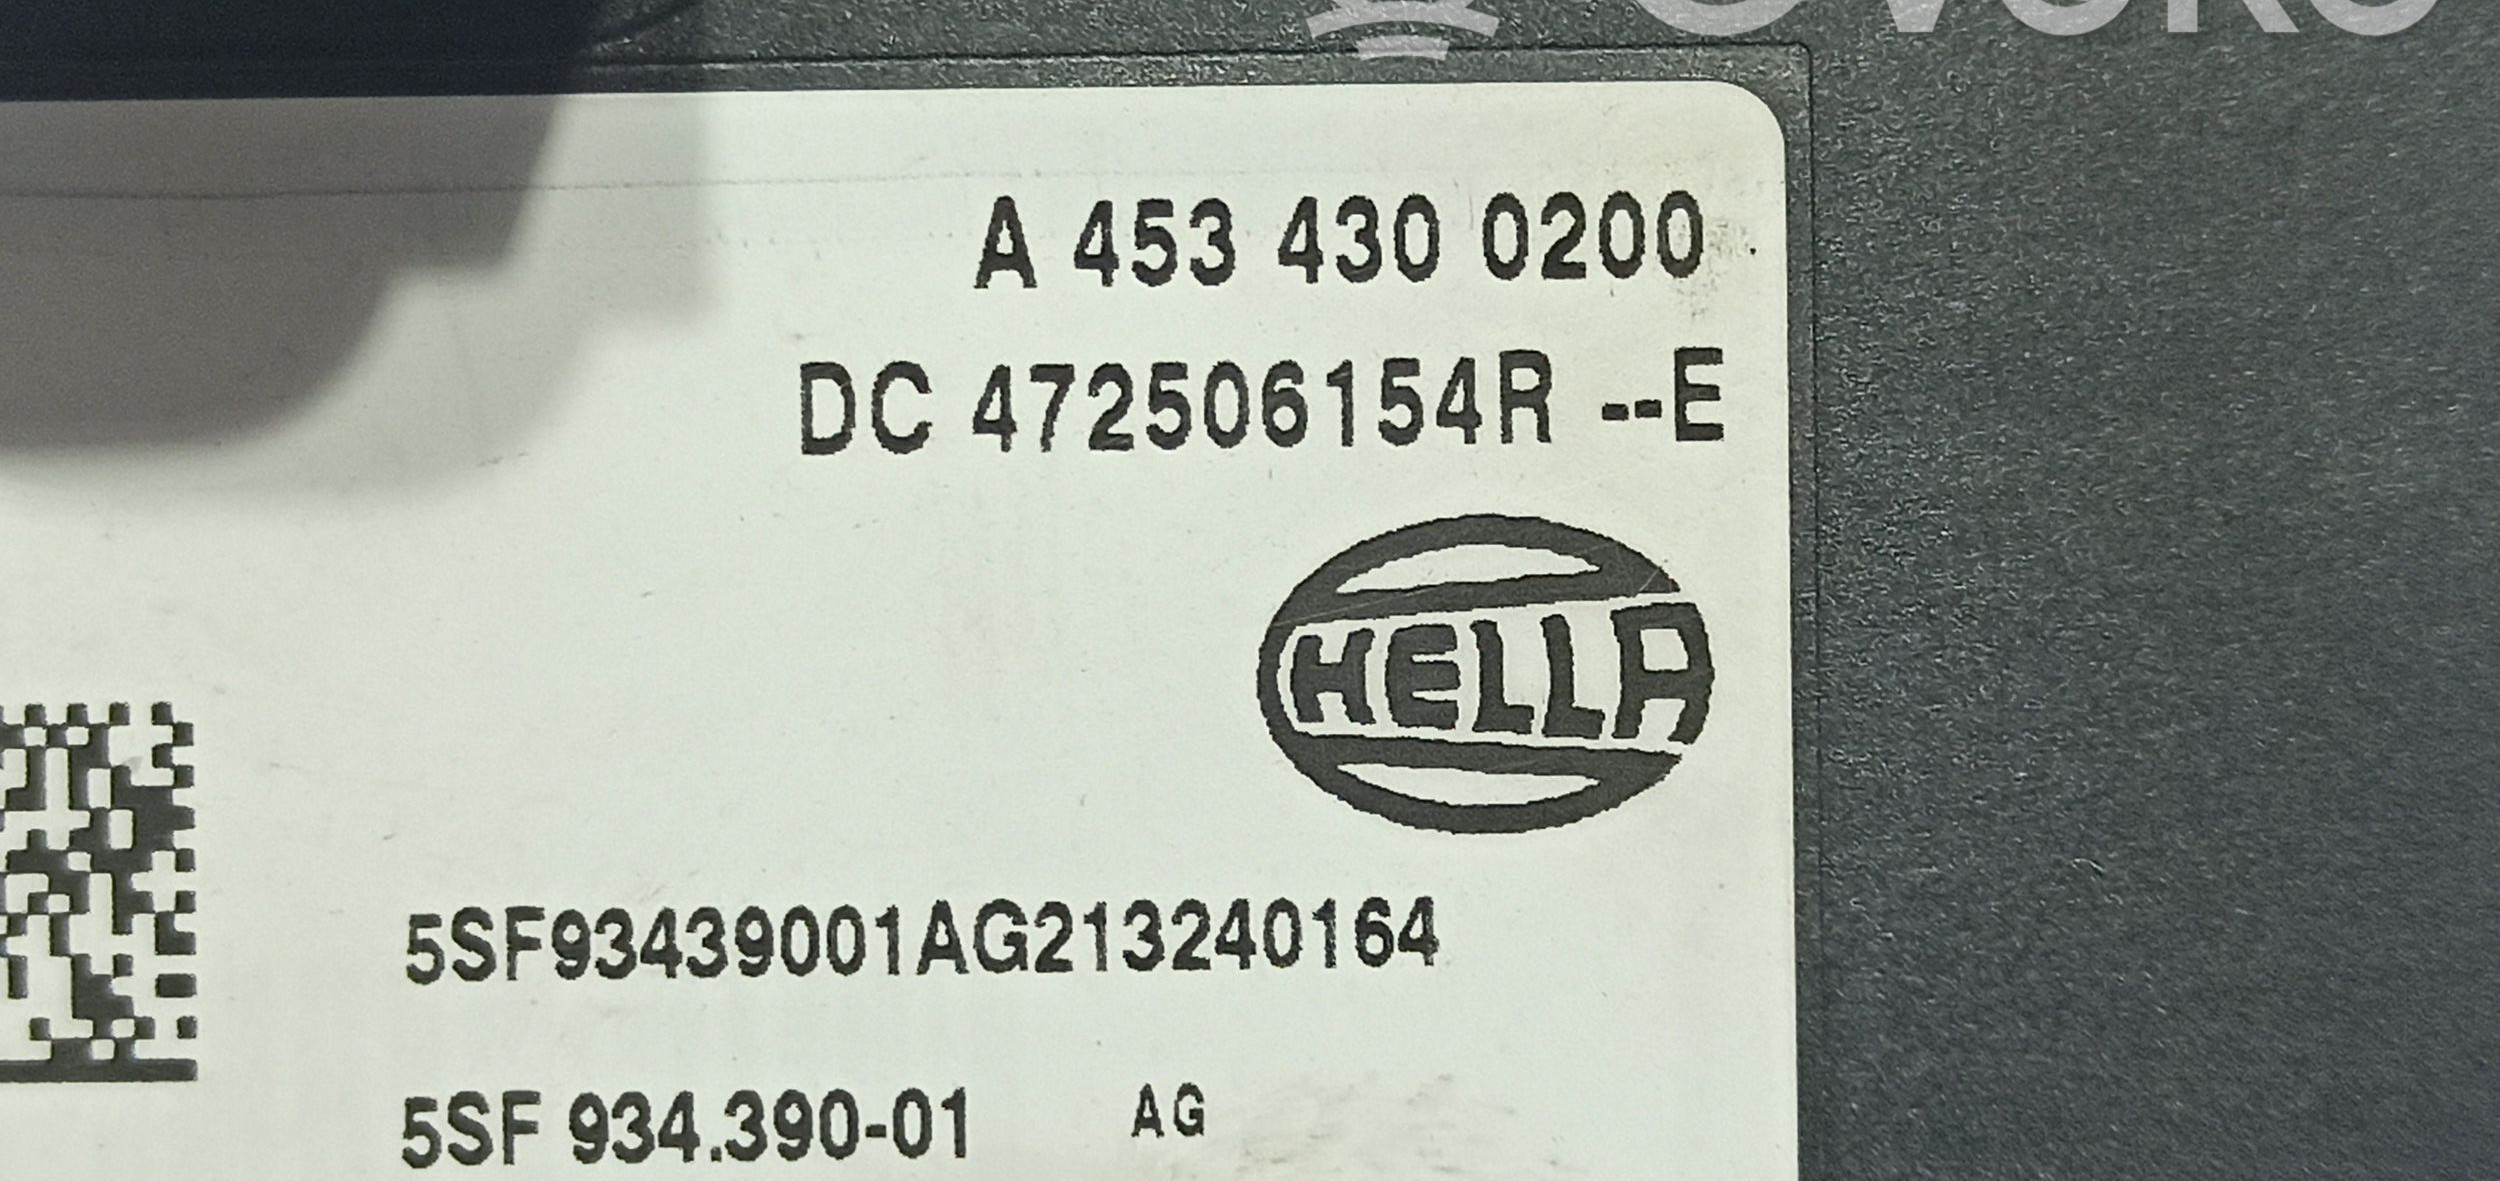 A 453 430 0200
DC 472506154R --E
HELLA
5SF93439001AG213240164
5SF 934.390-01 AG